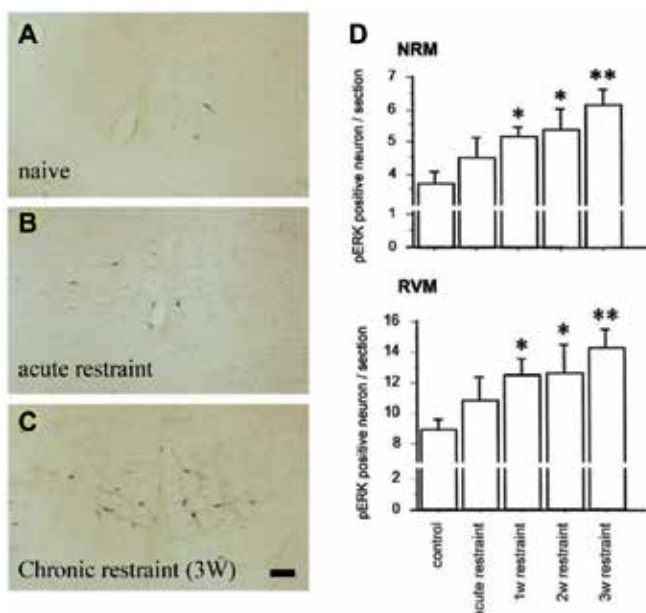 A
naive
B
acute restraint
C
Chronic restraint (3W)
D
NRM
pERK positive neuron / section
7
6
5
4
1
0
*
*
**
RVM
pERK positive neuron / section
16
14
12
10
8
2
0
*
*
**
control
acute restraint
1w restraint
2w restraint
3w restraint